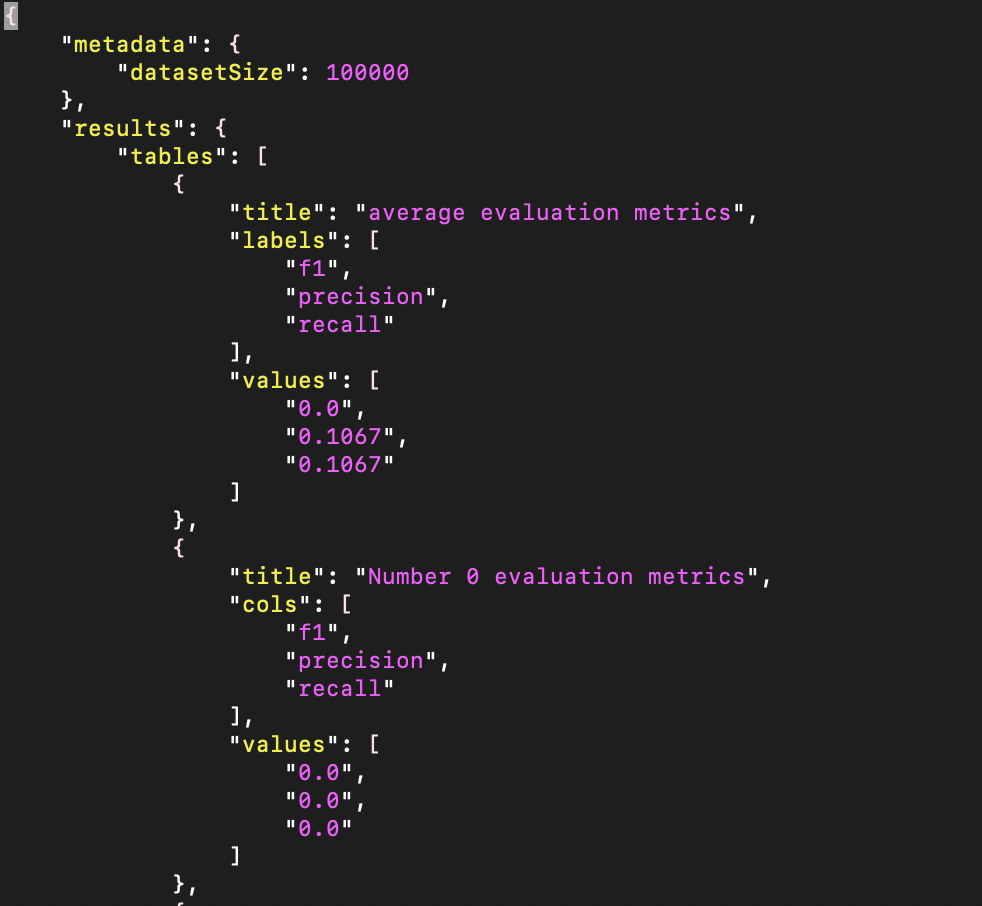 {
    "metadata": {
        "datasetSize": 100000
    },
    "results": {
        "tables": [
            {
                "title": "average evaluation metrics",
                "labels": [
                    "f1",
                    "precision",
                    "recall"
                ],
                "values": [
                    "0.0",
                    "0.1067",
                    "0.1067"
                ]
            },
            {
                "title": "Number 0 evaluation metrics",
                "cols": [
                    "f1",
                    "precision",
                    "recall"
                ],
                "values": [
                    "0.0",
                    "0.0",
                    "0.0"
                ]
            },